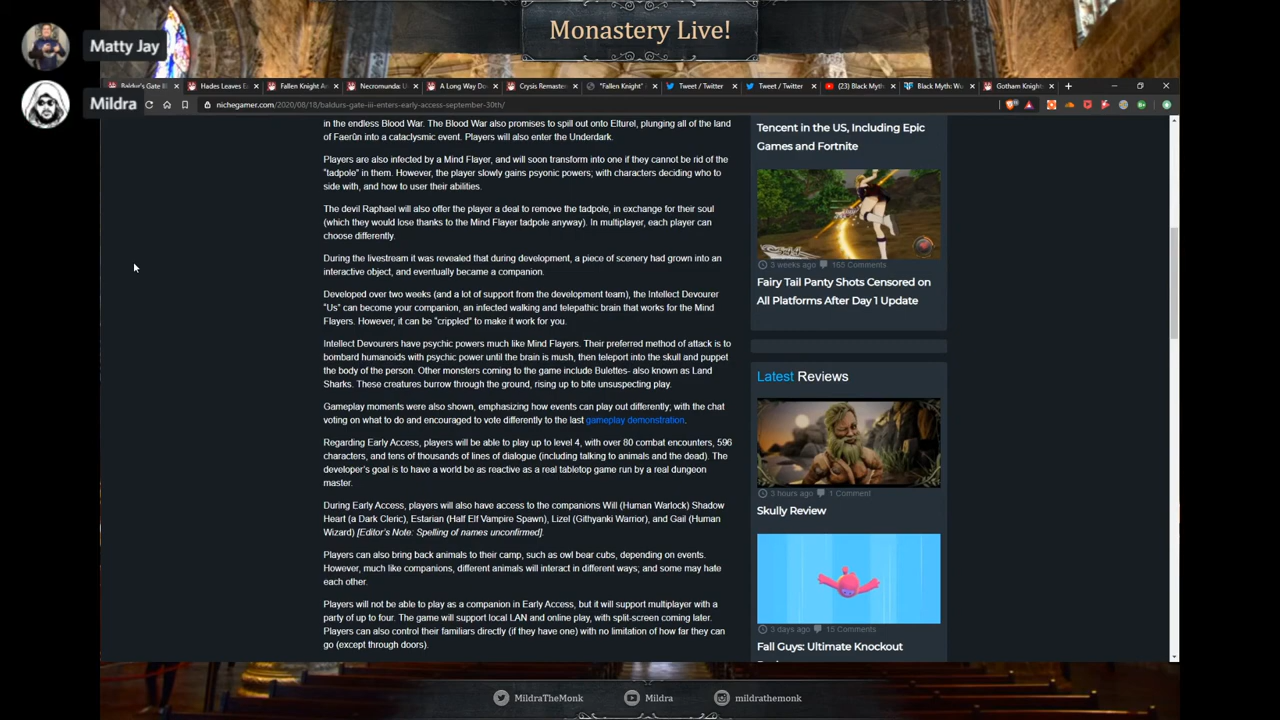 Monastery Live!
Matty Jay
Mildra
Baldur's Gate
Hades Leaves E
Fallen Knight A
Necromunda: U
A Long Way Do
Crysis Remaster
"Fallen Knight"
Tweet / Twitter
Tweet / Twitter
(23) Black Myth
Black Myth: Wu
Gotham Knights
nichegamer.com/2020/08/18/baldurs-gate-iii-enters-early-access-september-30th/
in the endless Blood War. The Blood War also promises to spill out onto Elturel, plunging all of the land
of Faerûn into a cataclysmic event. Players will also enter the Underdark.
Players are also infected by a Mind Flayer, and will soon transform into one if they cannot be rid of the
"tadpole" in them. However, the player slowly gains psyonic powers; with characters deciding who to
side with, and how to user their abilities.
The devil Raphael will also offer the player a deal to remove the tadpole, in exchange for their soul
(which they would lose thanks to the Mind Flayer tadpole anyway). In multiplayer, each player can
choose differently.
During the livestream it was revealed that during development, a piece of scenery had grown into an
interactive object, and eventually became a companion.
Developed over two weeks (and a lot of support from the development team), the Intellect Devourer
"Us" can become your companion, an infected walking and telepathic brain that works for the Mind
Flayers. However, it can be "crippled" to make it work for you.
Intellect Devourers have psychic powers much like Mind Flayers. Their preferred method of attack is to
bombard humanoids with psychic power until the brain is mush, then teleport into the skull and puppet
the body of the person. Other monsters coming to the game include Bulettes- also known as Land
Sharks. These creatures burrow through the ground, rising up to bite unsuspecting play.
Gameplay moments were also shown, emphasizing how events can play out differently; with the chat
voting on what to do and encouraged to vote differently to the last gameplay demonstration.
Regarding Early Access, players will be able to play up to level 4, with over 80 combat encounters, 596
characters, and tens of thousands of lines of dialogue (including talking to animals and the dead). The
developer's goal is to have a world be as reactive as a real tabletop game run by a real dungeon
master.
During Early Access, players will also have access to the companions Will (Human Warlock) Shadow
Heart (a Dark Cleric), Estarian (Half Elf Vampire Spawn), Lizel (Githyanki Warrior), and Gail (Human
Wizard) [Editor's Note: Spelling of names unconfirmed].
Players can also bring back animals to their camp, such as owl bear cubs, depending on events.
However, much like companions, different animals will interact in different ways; and some may hate
each other.
Players will not be able to play as a companion in Early Access, but it will support multiplayer with a
party of up to four. The game will support local LAN and online play, with split-screen coming later.
Players can also control their familiars directly (if they have one) with no limitation of how far they can
go (except through doors).
Tencent in the US, Including Epic
Games and Fortnite
3 weeks ago 165 Comments
Fairy Tail Panty Shots Censored on
All Platforms After Day 1 Update
Latest Reviews
3 hours ago 1 Comment
Skully Review
3 days ago 15 Comments
Fall Guys: Ultimate Knockout
MildraTheMonk
Mildra
mildrathemonk